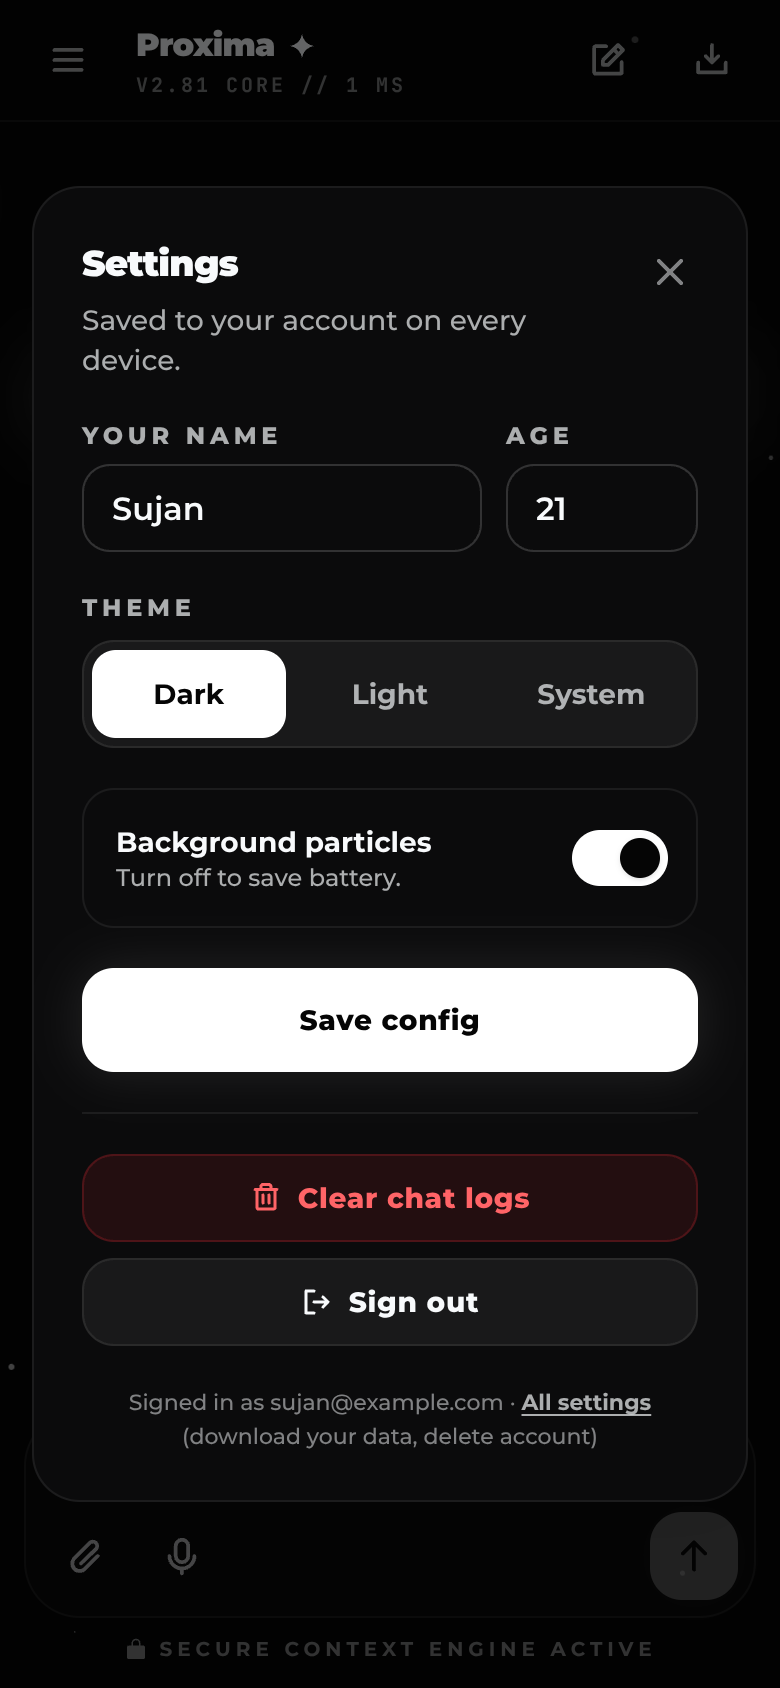 Proxima ✦
V2.81 CORE // 1 MS
Settings
Saved to your account on every
device.
YOUR NAME
AGE
Sujan
21
THEME
Dark
Light
System
Background particles
Turn off to save battery.
Save config
Clear chat logs
Sign out
Signed in as sujan@example.com · All settings
(download your data, delete account)
SECURE CONTEXT ENGINE ACTIVE